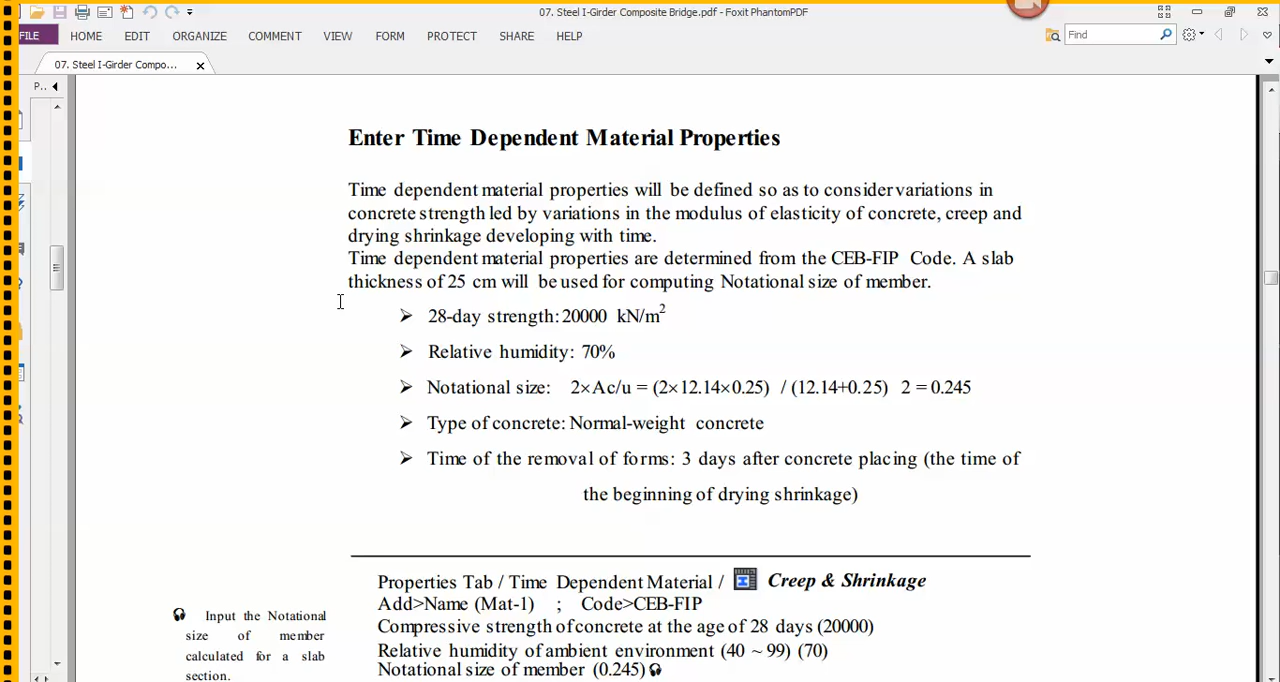 07. Steel I-Girder Composite Bridge.pdf - Foxit PhantomPDF
FILE HOME EDIT ORGANIZE COMMENT VIEW FORM PROTECT SHARE HELP Find
07. Steel I-Girder Compo...
P..
Enter Time Dependent Material Properties
Time dependent material properties will be defined so as to consider variations in
concrete strength led by variations in the modulus of elasticity of concrete, creep and
drying shrinkage developing with time.
Time dependent material properties are determined from the CEB-FIP Code. A slab
thickness of 25 cm will be used for computing Notational size of member.
➢ 28-day strength: 20000 kN/m²
➢ Relative humidity: 70%
➢ Notational size: 2×Ac/u = (2×12.14×0.25) / (12.14+0.25) 2 = 0.245
➢ Type of concrete: Normal-weight concrete
➢ Time of the removal of forms: 3 days after concrete placing (the time of
the beginning of drying shrinkage)
Properties Tab / Time Dependent Material / Creep & Shrinkage
Add>Name (Mat-1) ; Code>CEB-FIP
Compressive strength of concrete at the age of 28 days (20000)
Relative humidity of ambient environment (40 ~ 99) (70)
Notational size of member (0.245)
Input the Notational
size of member
calculated for a slab
section.